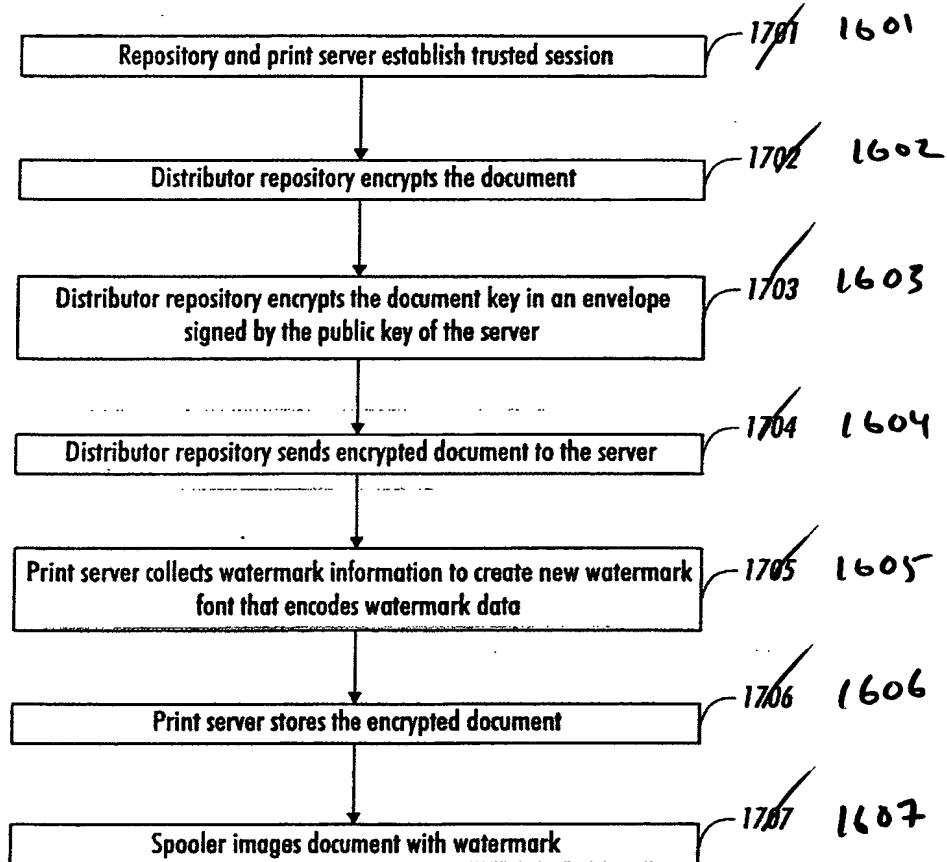 1701 1601
Repository and print server establish trusted session
1702 1602
Distributor repository encrypts the document
1703 1603
Distributor repository encrypts the document key in an envelope
signed by the public key of the server
1704 1604
Distributor repository sends encrypted document to the server
1705 1605
Print server collects watermark information to create new watermark
font that encodes watermark data
1706 1606
Print server stores the encrypted document
1707 1607
Spooler images document with watermark